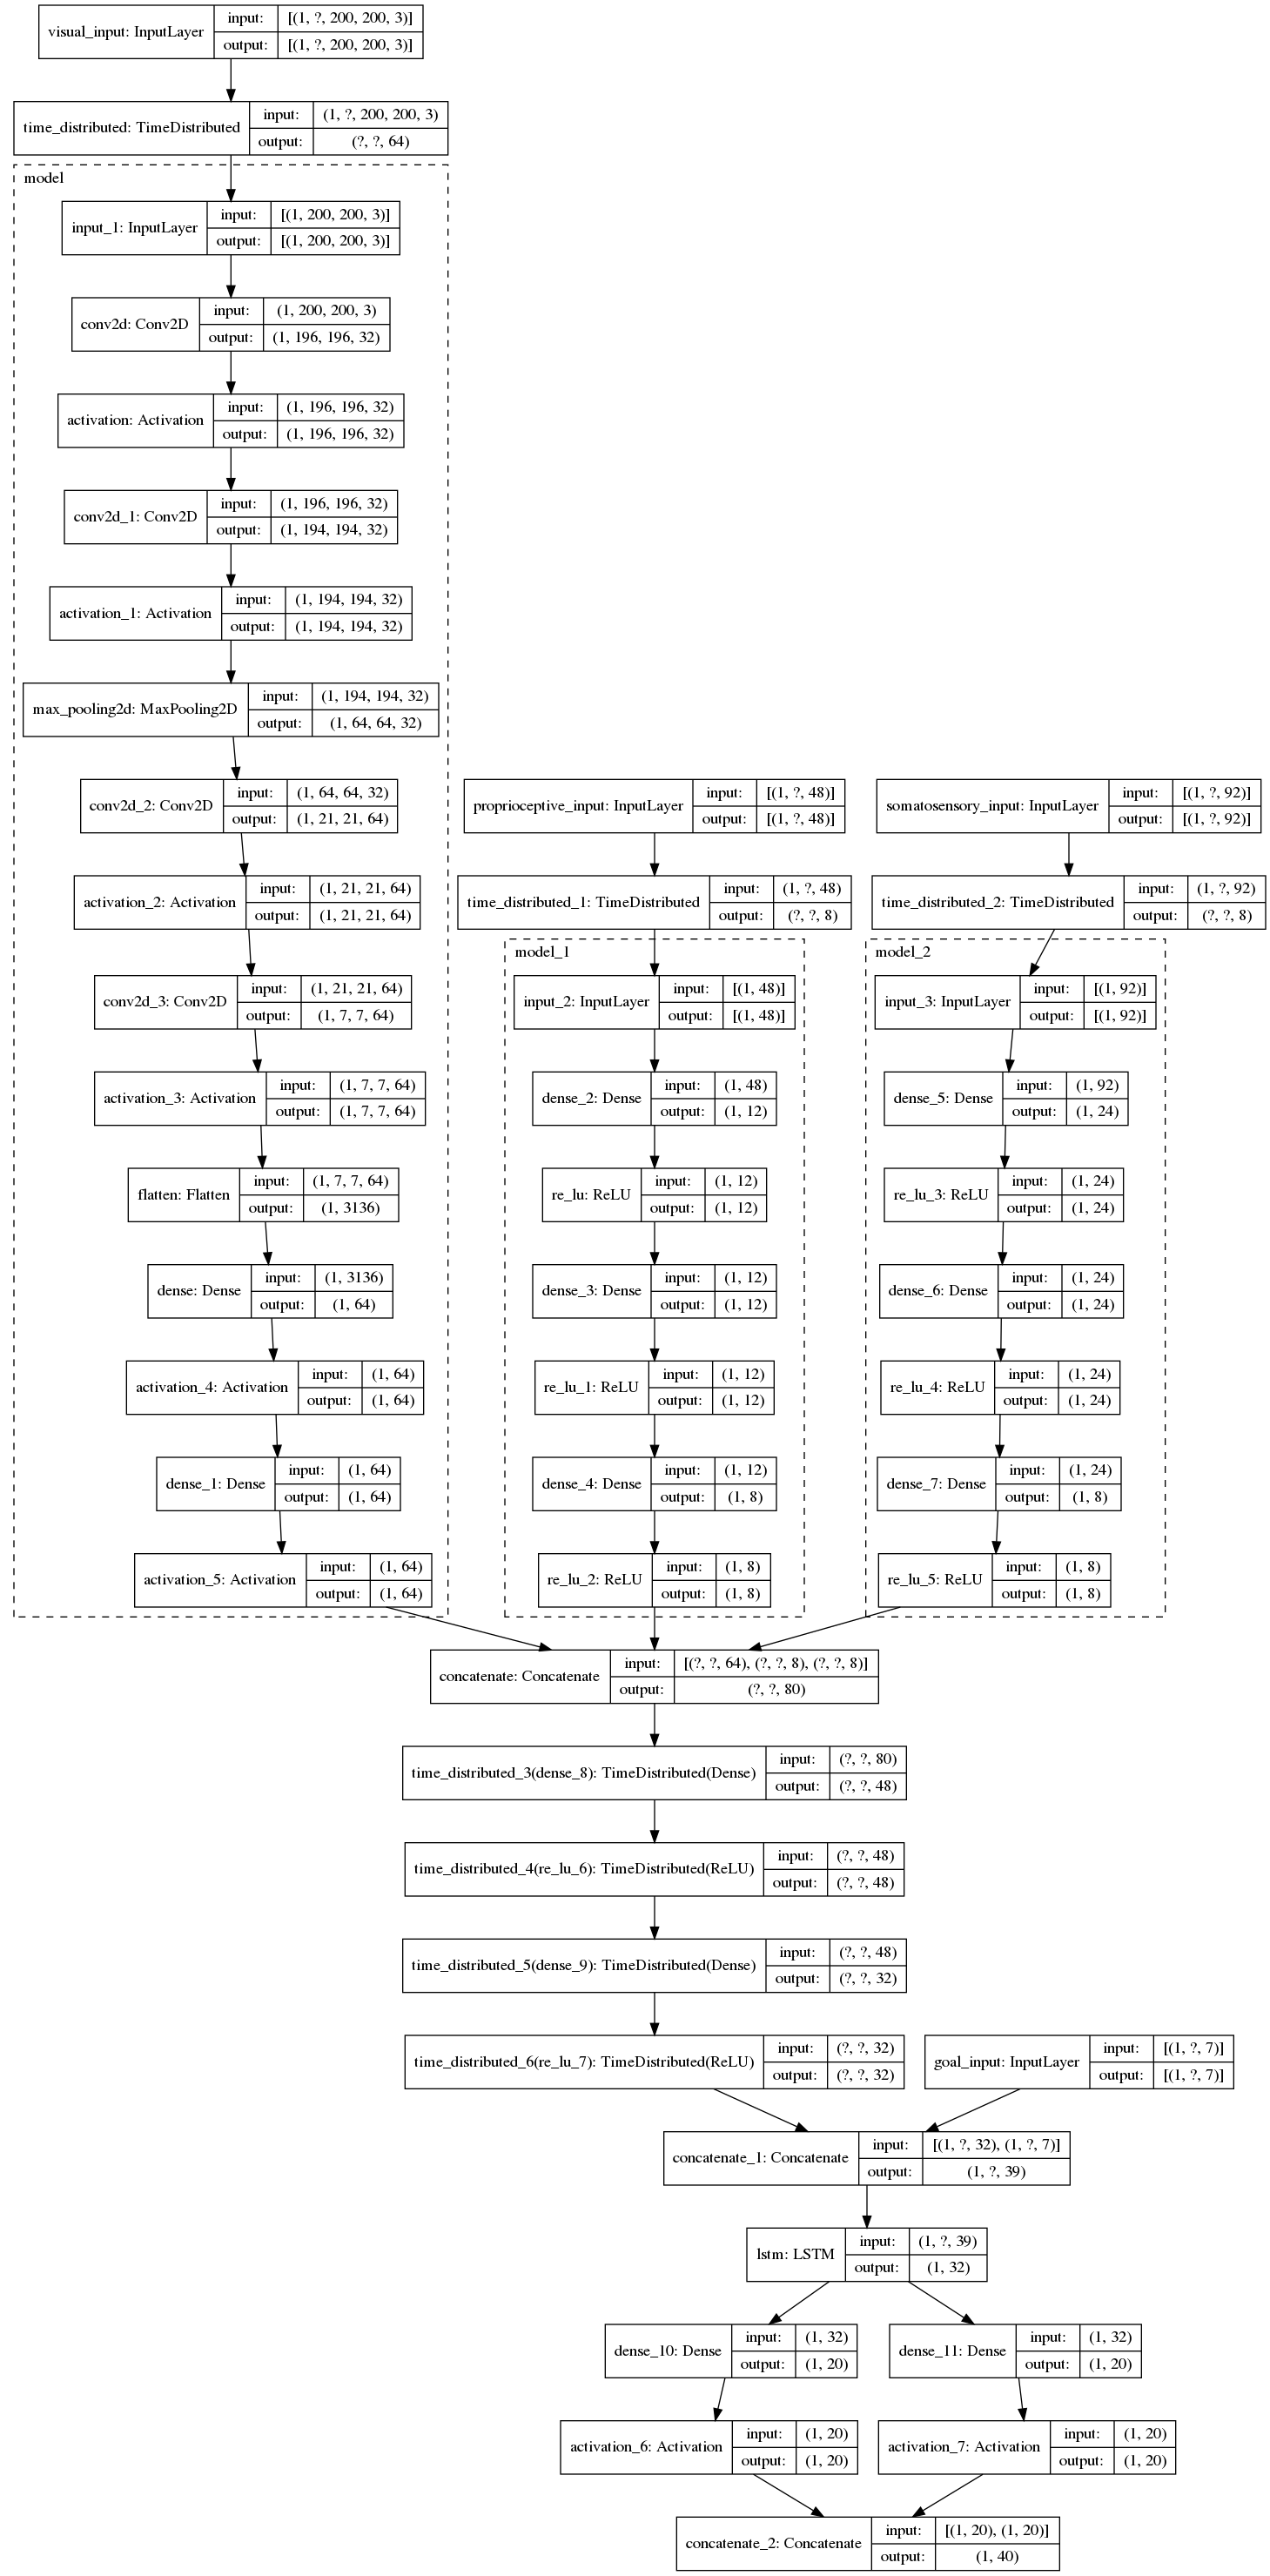 visual_input: InputLayer
input: [(1, ?, 200, 200, 3)]
output: [(1, ?, 200, 200, 3)]
time_distributed: TimeDistributed
input: (1, ?, 200, 200, 3)
output: (?, ?, 64)
model
input_1: InputLayer
input: [(1, 200, 200, 3)]
output: [(1, 200, 200, 3)]
conv2d: Conv2D
input: (1, 200, 200, 3)
output: (1, 196, 196, 32)
activation: Activation
input: (1, 196, 196, 32)
output: (1, 196, 196, 32)
conv2d_1: Conv2D
input: (1, 196, 196, 32)
output: (1, 194, 194, 32)
activation_1: Activation
input: (1, 194, 194, 32)
output: (1, 194, 194, 32)
max_pooling2d: MaxPooling2D
input: (1, 194, 194, 32)
output: (1, 64, 64, 32)
conv2d_2: Conv2D
input: (1, 64, 64, 32)
output: (1, 21, 21, 64)
activation_2: Activation
input: (1, 21, 21, 64)
output: (1, 21, 21, 64)
conv2d_3: Conv2D
input: (1, 21, 21, 64)
output: (1, 7, 7, 64)
activation_3: Activation
input: (1, 7, 7, 64)
output: (1, 7, 7, 64)
flatten: Flatten
input: (1, 7, 7, 64)
output: (1, 3136)
dense: Dense
input: (1, 3136)
output: (1, 64)
activation_4: Activation
input: (1, 64)
output: (1, 64)
dense_1: Dense
input: (1, 64)
output: (1, 64)
activation_5: Activation
input: (1, 64)
output: (1, 64)
proprioceptive_input: InputLayer
input: [(1, ?, 48)]
output: [(1, ?, 48)]
time_distributed_1: TimeDistributed
input: (1, ?, 48)
output: (?, ?, 8)
model_1
input_2: InputLayer
input: [(1, 48)]
output: [(1, 48)]
dense_2: Dense
input: (1, 48)
output: (1, 12)
re_lu: ReLU
input: (1, 12)
output: (1, 12)
dense_3: Dense
input: (1, 12)
output: (1, 12)
re_lu_1: ReLU
input: (1, 12)
output: (1, 12)
dense_4: Dense
input: (1, 12)
output: (1, 8)
re_lu_2: ReLU
input: (1, 8)
output: (1, 8)
somatosensory_input: InputLayer
input: [(1, ?, 92)]
output: [(1, ?, 92)]
time_distributed_2: TimeDistributed
input: (1, ?, 92)
output: (?, ?, 8)
model_2
input_3: InputLayer
input: [(1, 92)]
output: [(1, 92)]
dense_5: Dense
input: (1, 92)
output: (1, 24)
re_lu_3: ReLU
input: (1, 24)
output: (1, 24)
dense_6: Dense
input: (1, 24)
output: (1, 24)
re_lu_4: ReLU
input: (1, 24)
output: (1, 24)
dense_7: Dense
input: (1, 24)
output: (1, 8)
re_lu_5: ReLU
input: (1, 8)
output: (1, 8)
concatenate: Concatenate
input: [(?, ?, 64), (?, ?, 8), (?, ?, 8)]
output: (?, ?, 80)
time_distributed_3(dense_8): TimeDistributed(Dense)
input: (?, ?, 80)
output: (?, ?, 48)
time_distributed_4(re_lu_6): TimeDistributed(ReLU)
input: (?, ?, 48)
output: (?, ?, 48)
time_distributed_5(dense_9): TimeDistributed(Dense)
input: (?, ?, 48)
output: (?, ?, 32)
time_distributed_6(re_lu_7): TimeDistributed(ReLU)
input: (?, ?, 32)
output: (?, ?, 32)
goal_input: InputLayer
input: [(1, ?, 7)]
output: [(1, ?, 7)]
concatenate_1: Concatenate
input: [(1, ?, 32), (1, ?, 7)]
output: (1, ?, 39)
lstm: LSTM
input: (1, ?, 39)
output: (1, 32)
dense_10: Dense
input: (1, 32)
output: (1, 20)
dense_11: Dense
input: (1, 32)
output: (1, 20)
activation_6: Activation
input: (1, 20)
output: (1, 20)
activation_7: Activation
input: (1, 20)
output: (1, 20)
concatenate_2: Concatenate
input: [(1, 20), (1, 20)]
output: (1, 40)